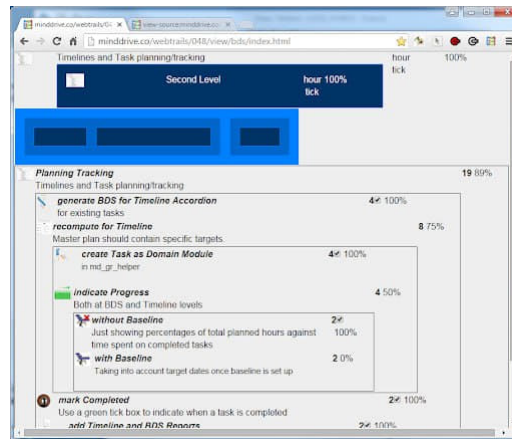 minddrive.co/webtrails/04
view-source:minddrive.co/
minddrive.co/webtrails/048/view/bds/index.html
Timelines and Task planning/tracking hour 100%
tick
Second Level hour 100%
tick
Planning Tracking 19 89%
Timelines and Task planning/tracking
generate BDS for Timeline Accordion 4 100%
for existing tasks
recompute for Timeline 8 75%
Master plan should contain specific targets.
create Task as Domain Module 4 100%
in md_gr_helper
indicate Progress 4 50%
Both at BDS and Timeline levels
without Baseline 2
Just showing percentages of total planned hours against 100%
time spent on completed tasks
with Baseline 2 0%
Taking into account target dates once baseline is set up
mark Completed 2 100%
Use a green tick box to indicate when a task is completed
add Timeline and BDS Reports 2 100%